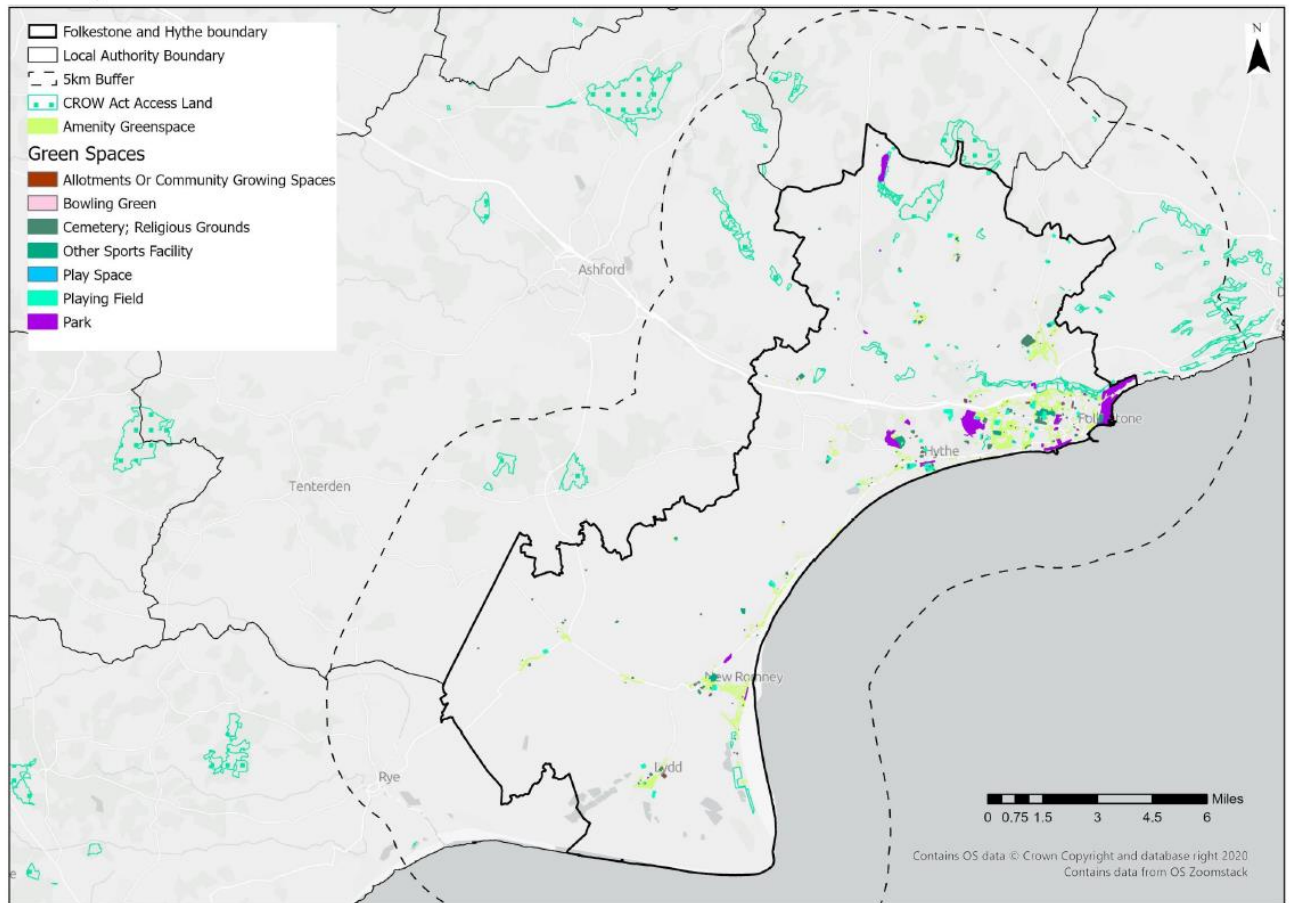 Folkestone and Hythe boundary
Local Authority Boundary
5km Buffer
CROW Act Access Land
Amenity Greenspace
Green Spaces
Allotments Or Community Growing Spaces
Bowling Green
Cemetery; Religious Grounds
Other Sports Facility
Play Space
Playing Field
Park
N
Ashford
D
Folkestone
Hythe
Tenterden
New Romney
Rye
Lydd
Miles
0 0.75 1.5 3 4.5 6
Contains OS data © Crown Copyright and database right 2020
Contains data from OS Zoomstack